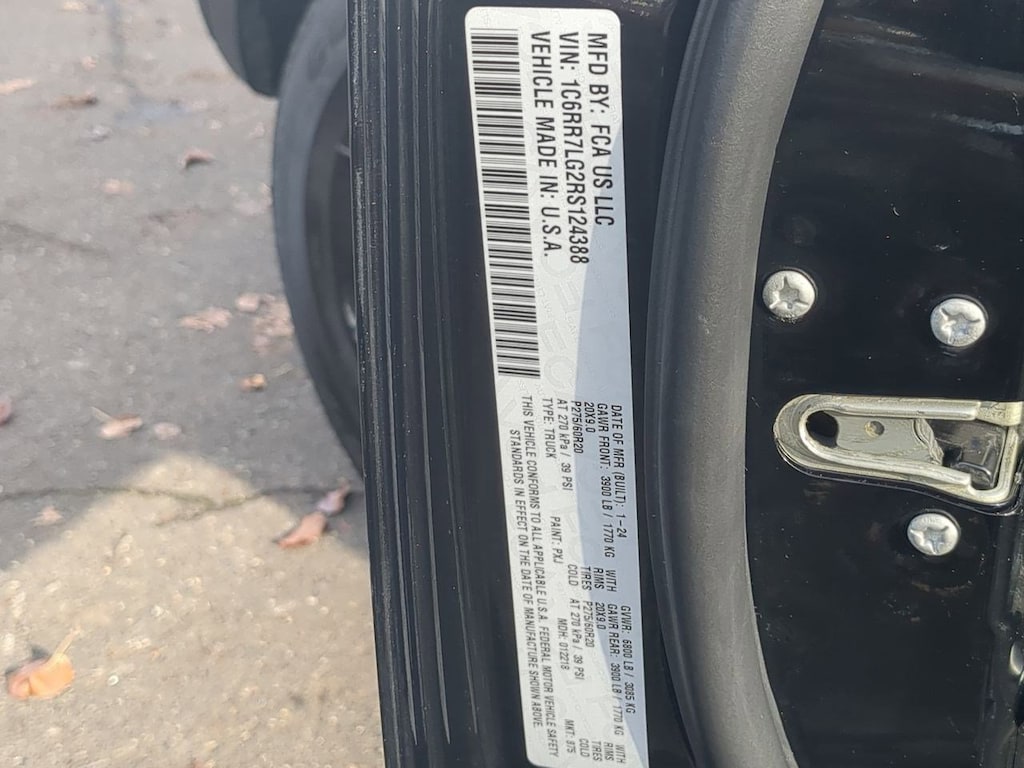 MFD BY: FCA US LLC
VIN: 1C6RR7LG2RS124388
VEHICLE MADE IN: U.S.A.
DATE OF MFR (BUILT): 1-24 GVWR: 6800 LB / 3085 KG
GAWR FRONT: 3900 LB / 1770 KG WITH GAWR REAR: 3900 LB / 1770 KG WITH
20X9.0 RIMS 20X9.0 RIMS
P275/60R20 TIRES P275/60R20 TIRES
AT 270 kPa / 39 PSI COLD AT 270 kPa / 39 PSI COLD
TYPE: TRUCK PAINT: PXJ MDH: 012218 MKT: 975
THIS VEHICLE CONFORMS TO ALL APPLICABLE U.S.A. FEDERAL MOTOR VEHICLE SAFETY
STANDARDS IN EFFECT ON THE DATE OF MANUFACTURE SHOWN ABOVE.